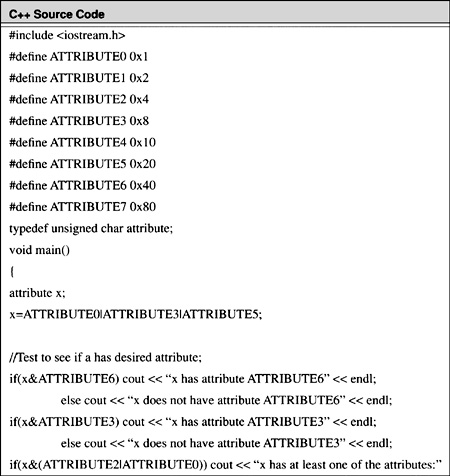 C++ Source Code
#include <iostream.h>
#define ATTRIBUTE0 0x1
#define ATTRIBUTE1 0x2
#define ATTRIBUTE2 0x4
#define ATTRIBUTE3 0x8
#define ATTRIBUTE4 0x10
#define ATTRIBUTE5 0x20
#define ATTRIBUTE6 0x40
#define ATTRIBUTE7 0x80
typedef unsigned char attribute;
void main()
{
attribute x;
x=ATTRIBUTE0|ATTRIBUTE3|ATTRIBUTE5;
//Test to see if a has desired attribute;
if(x&ATTRIBUTE6) cout << “x has attribute ATTRIBUTE6” << endl;
else cout << “x does not have attribute ATTRIBUTE6” << endl;
if(x&ATTRIBUTE3) cout << “x has attribute ATTRIBUTE3” << endl;
else cout << “x does not have attribute ATTRIBUTE3” << endl;
if(x&(ATTRIBUTE2|ATTRIBUTE0)) cout << “x has at least one of the attributes:”